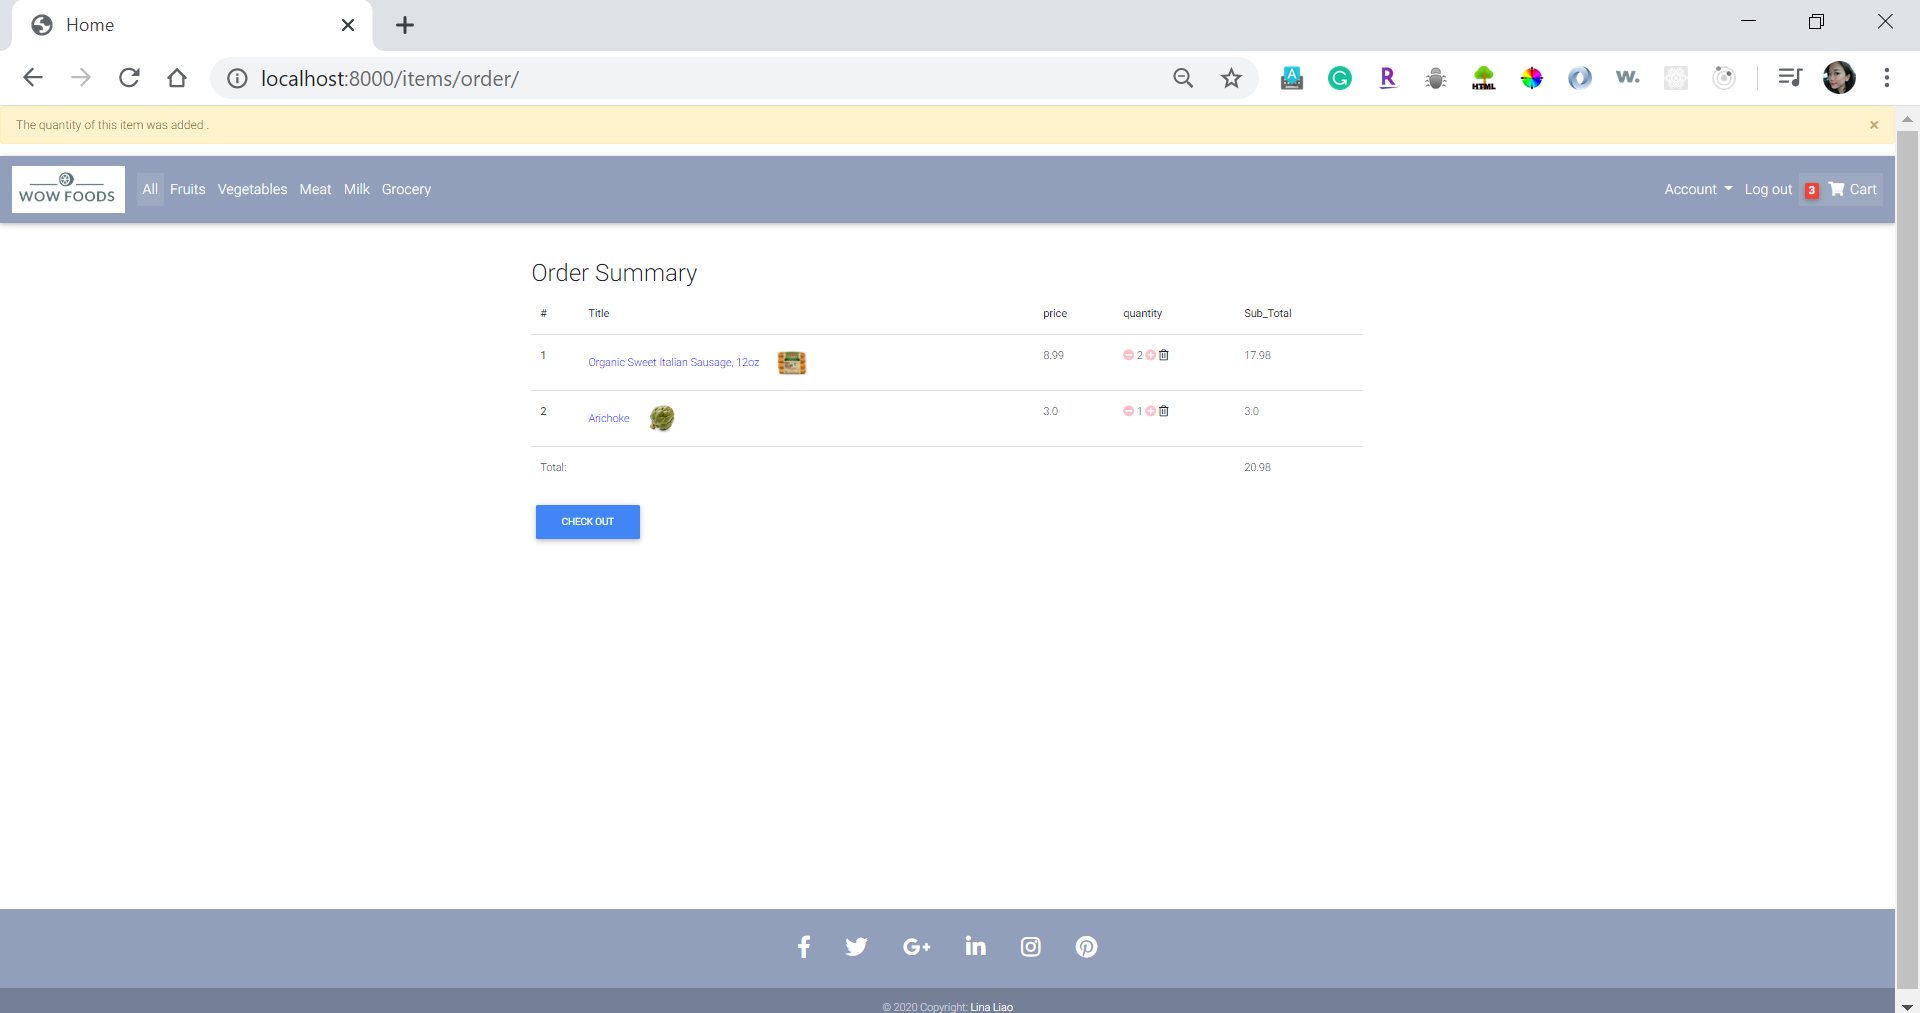 Home
localhost:8000/items/order/
A
G
R
HTML
w.
The quantity of this item was added .
×
WOW FOODS
All Fruits Vegetables Meat Milk Grocery
Account Log out 3 Cart
Order Summary
# Title price quantity Sub_Total
1 Organic Sweet Italian Sausage, 12oz 8.99 2 17.98
2 Arichoke 3.0 1 3.0
Total: 20.98
CHECK OUT
© 2020 Copyright: Lina Liao